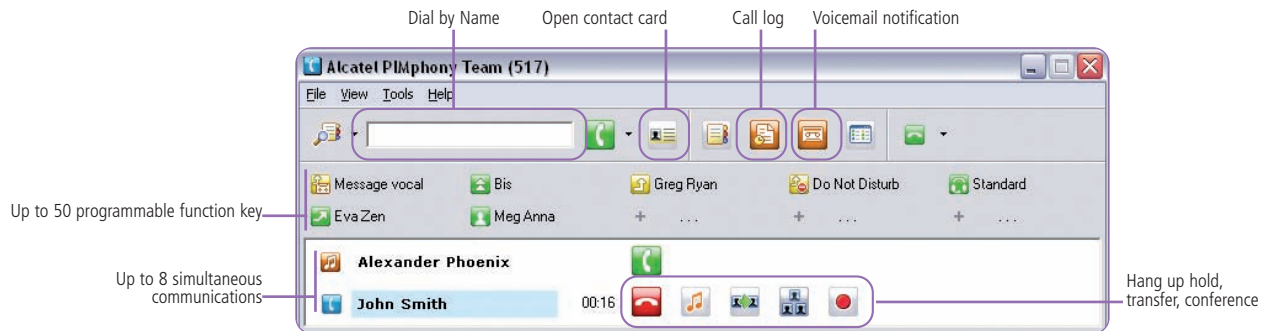 Dial by Name
Open contact card
Call log
Voicemail notification
Alcatel PIMphony Team (517)
File View Tools Help
Message vocal
Bis
Greg Ryan
Do Not Disturb
Standard
Up to 50 programmable function key
Eva Zen
Meg Anna
+ ...
+ ...
+ ...
Alexander Phoenix
Up to 8 simultaneous
communications
John Smith
00:16
Hang up hold,
transfer, conference